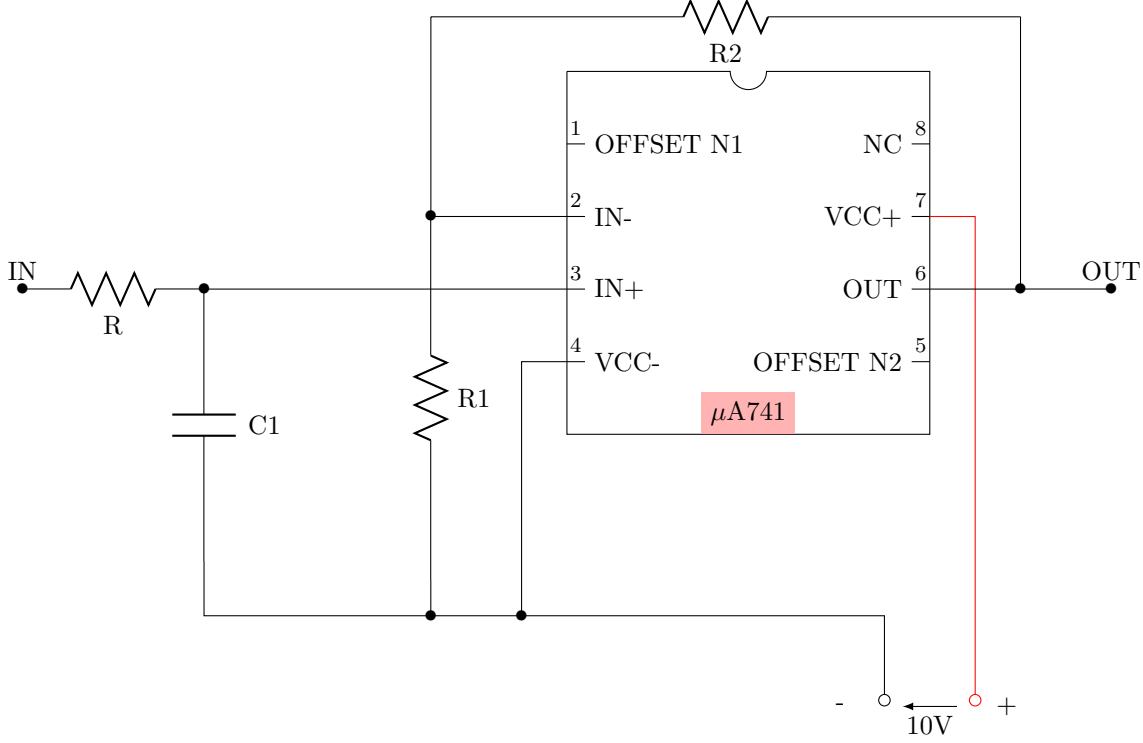 R2
1
OFFSET N1
8
NC
2
IN-
7
VCC+
IN
R
3
IN+
6
OUT
OUT
4
VCC-
5
OFFSET N2
R1
C1
μA741
-
10V
+